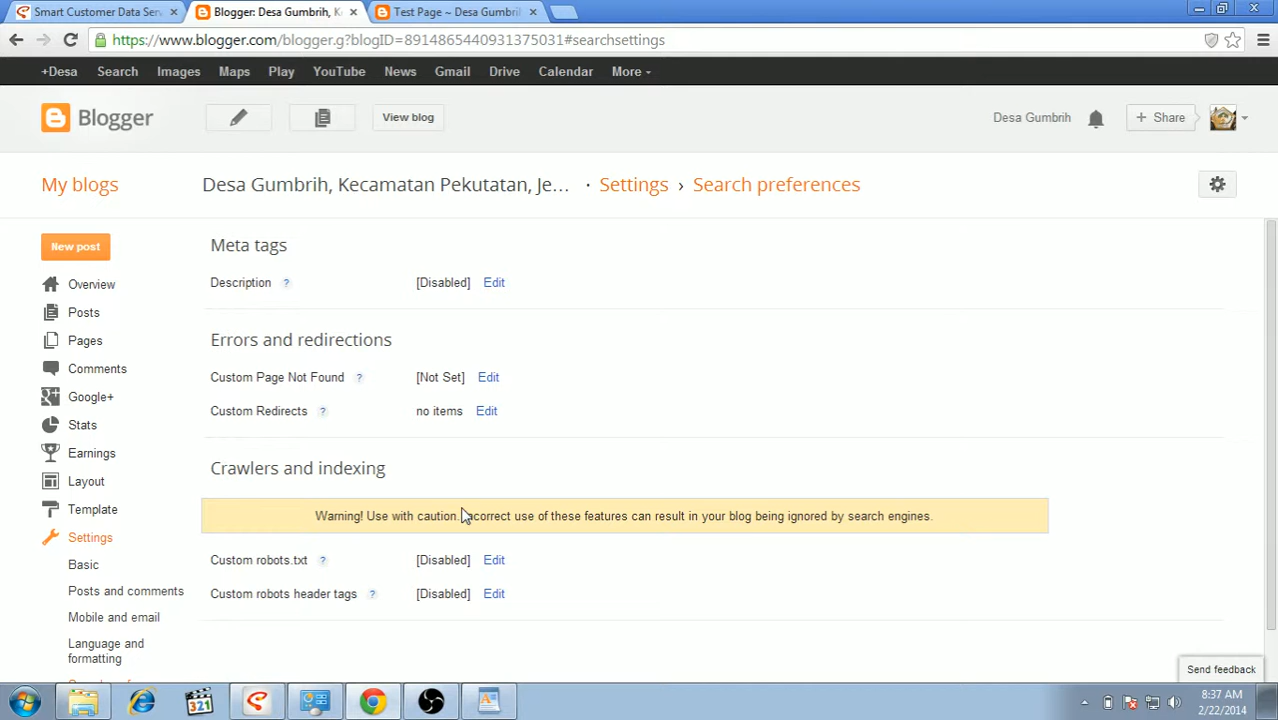 Smart Customer Data Serv
Blogger: Desa Gumbrih, K
Test Page ~ Desa Gumbrih
https://www.blogger.com/blogger.g?blogID=8914865440931375031#searchsettings
+Desa Search Images Maps Play YouTube News Gmail Drive Calendar More
Blogger
View blog
Desa Gumbrih
+ Share
My blogs
Desa Gumbrih, Kecamatan Pekutatan, Je... · Settings › Search preferences
New post
Overview
Posts
Pages
Comments
Google+
Stats
Earnings
Layout
Template
Settings
Basic
Posts and comments
Mobile and email
Language and
formatting
Meta tags
Description ? [Disabled] Edit
Errors and redirections
Custom Page Not Found ? [Not Set] Edit
Custom Redirects ? no items Edit
Crawlers and indexing
Warning! Use with caution. Incorrect use of these features can result in your blog being ignored by search engines.
Custom robots.txt ? [Disabled] Edit
Custom robots header tags ? [Disabled] Edit
Send feedback
321
8:37 AM
2/22/2014